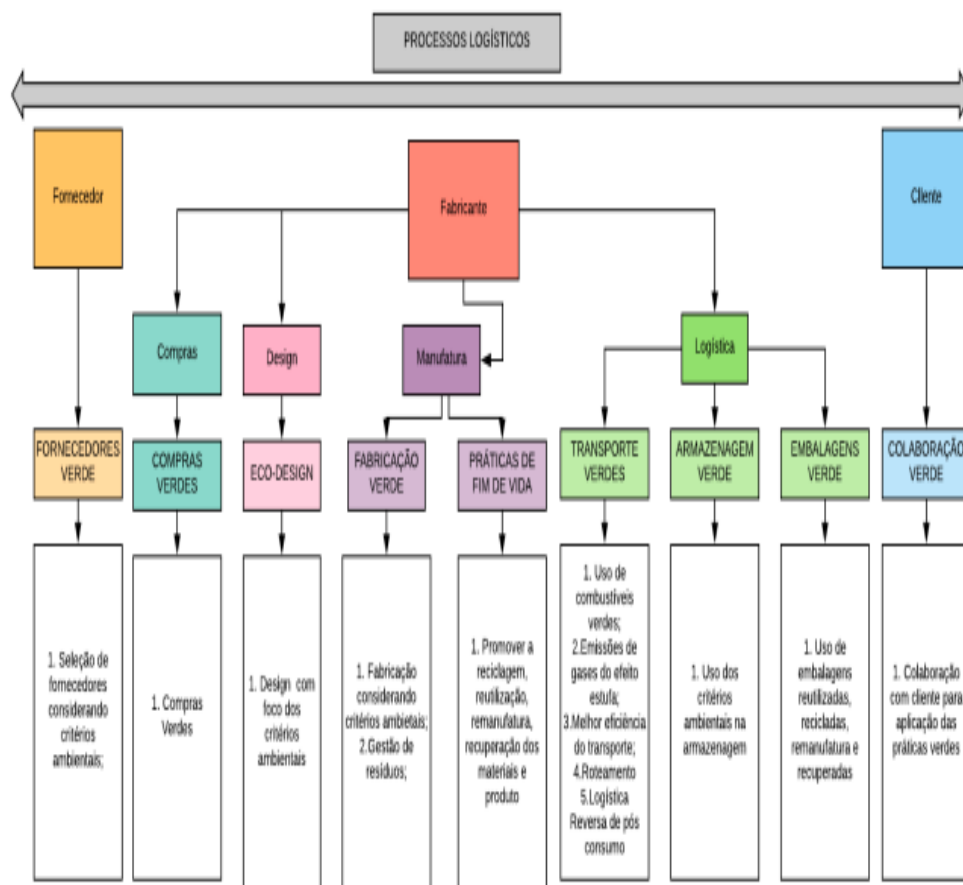 PROCESSOS LOGÍSTICOS
Fornecedor
Fabricante
Cliente
Compras
Design
Manufatura
Logística
FORNECEDORES
VERDE
COMPRAS
VERDES
ECO-DESIGN
FABRICAÇÃO
VERDE
PRÁTICAS DE
FIM DE VIDA
TRANSPORTE
VERDES
ARMAZENAGEM
VERDE
EMBALAGENS
VERDE
COLABORAÇÃO
VERDE
1. Seleção de
fornecedores
considerando
critérios
ambientais;
1. Compras
Verdes
1. Design com
foco dos
critérios
ambientais
1. Fabricação
considerando
critérios ambietais;
2.Gestão de
resíduos;
1. Promover a
reciclagem,
reutilização,
remanufatura,
recuperação dos
materiais e
produto
1. Uso de
combustíveis
verdes;
2.Emissões de
gases do efeito
estufa;
3.Melhor eficiência
do transporte;
4.Roteamento
5.Logística
Reversa de pós
consumo
1. Uso dos
critérios
ambientais na
armazenagem
1. Uso de
embalagens
reutilizadas,
recicladas,
remanufatura e
recuperadas
1. Colaboração
com cliente para
aplicação das
práticas verdes